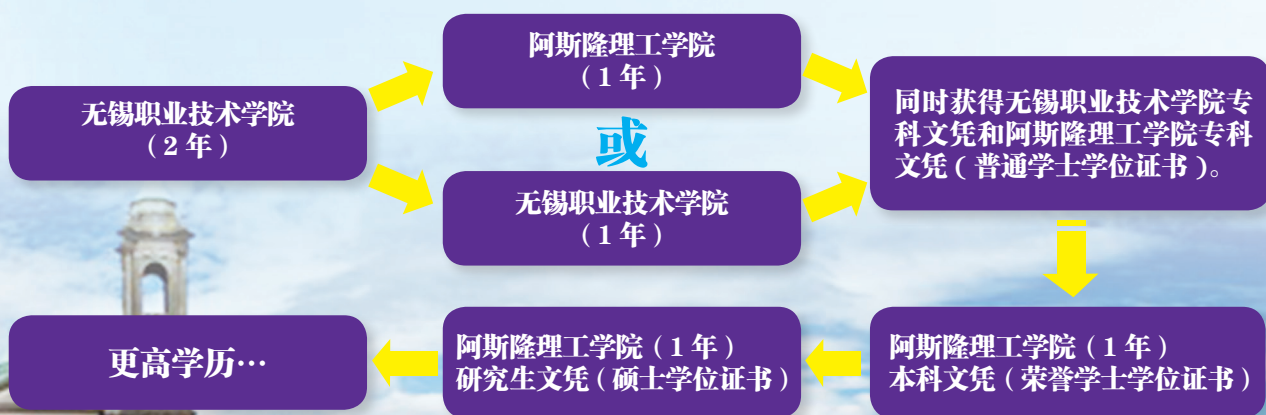 无锡职业技术学院
（2 年）
阿斯隆理工学院
（1 年）
或
无锡职业技术学院
（1 年）
同时获得无锡职业技术学院专
科文凭和阿斯隆理工学院专科
文凭（普通学士学位证书）。
阿斯隆理工学院（1 年）
本科文凭（荣誉学士学位证书）
阿斯隆理工学院（1 年）
研究生文凭（硕士学位证书）
更高学历…